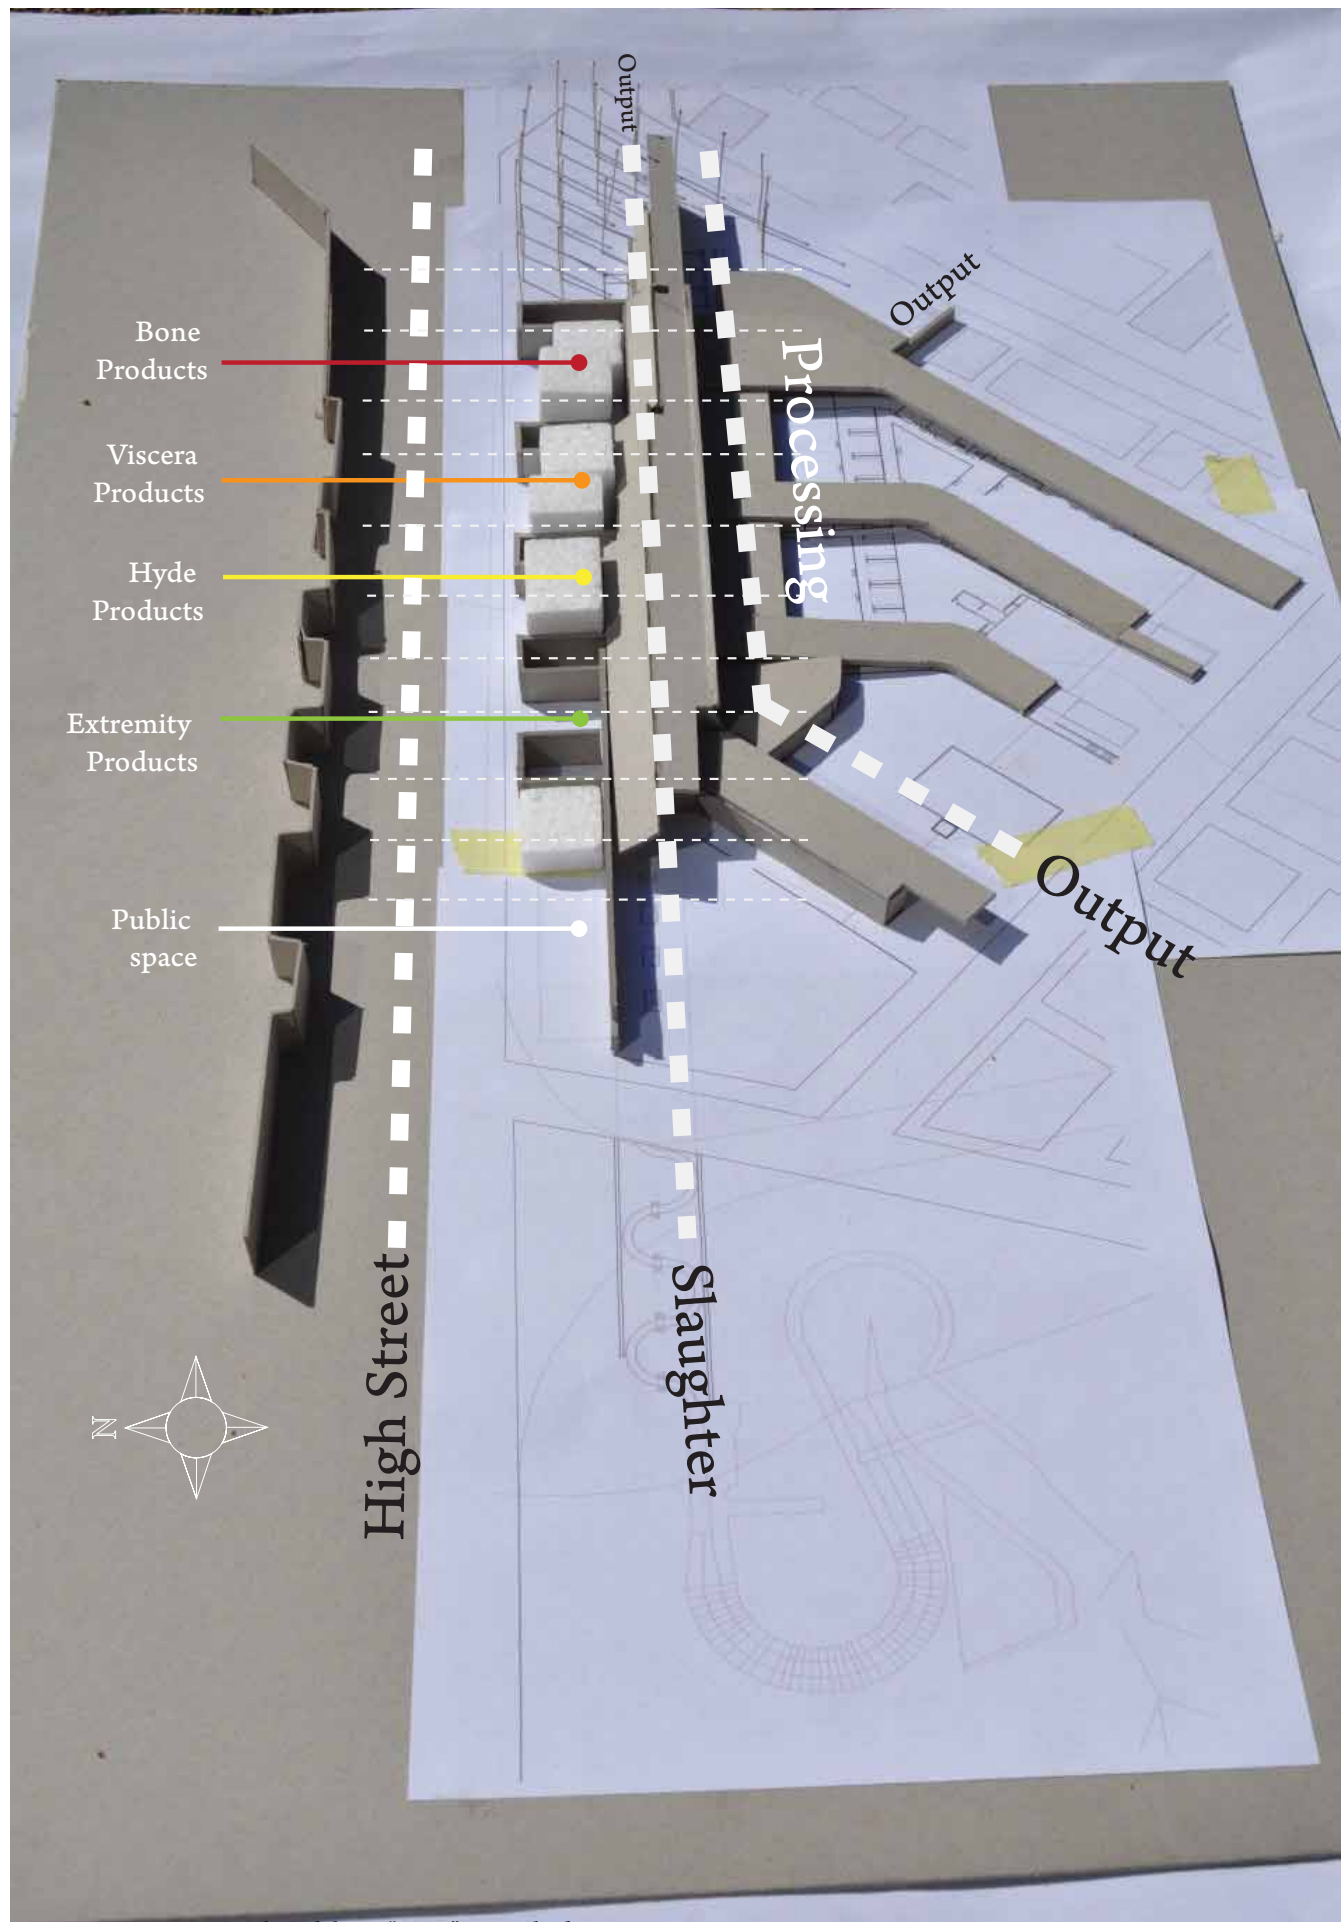 Output
Output
Bone
Products
Processing
Viscera
Products
Hyde
Products
Extremity
Products
Output
Public
space
High Street
Slaughter
N